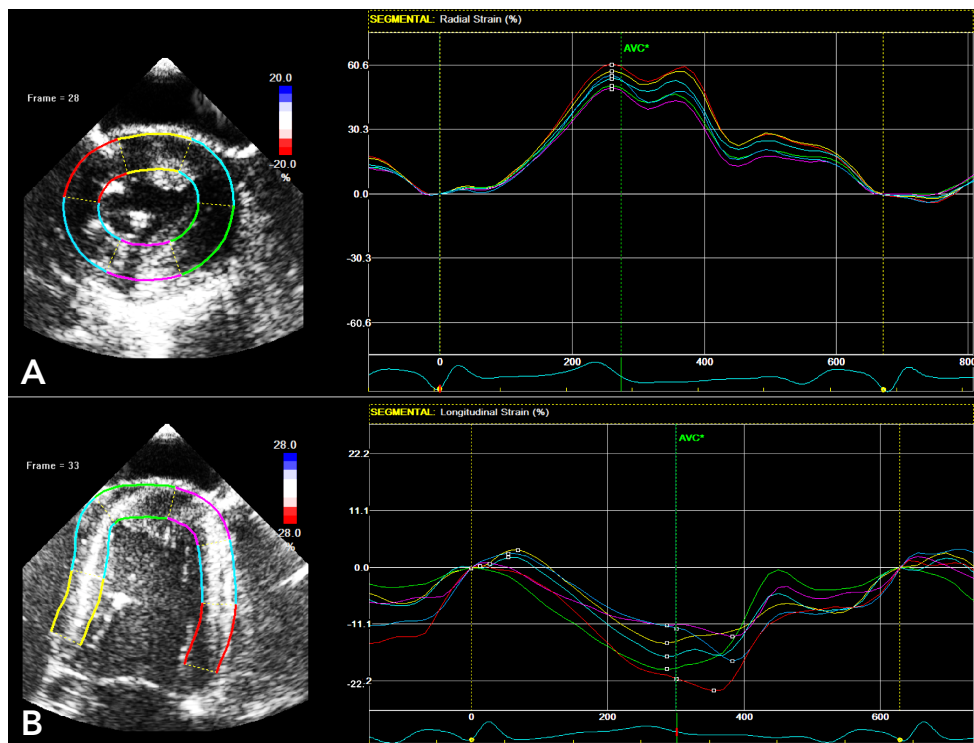 SEGMENTAL: Radial Strain (%)
AVC*
20.0
Frame = 28
-20.0
%
60.6
30.3
0.0
-30.3
-60.6
0 200 400 600 800
A
SEGMENTAL: Longitudinal Strain (%)
AVC*
28.0
Frame = 33
28.0
%
22.2
11.1
0.0
-11.1
-22.2
0 200 400 600
B